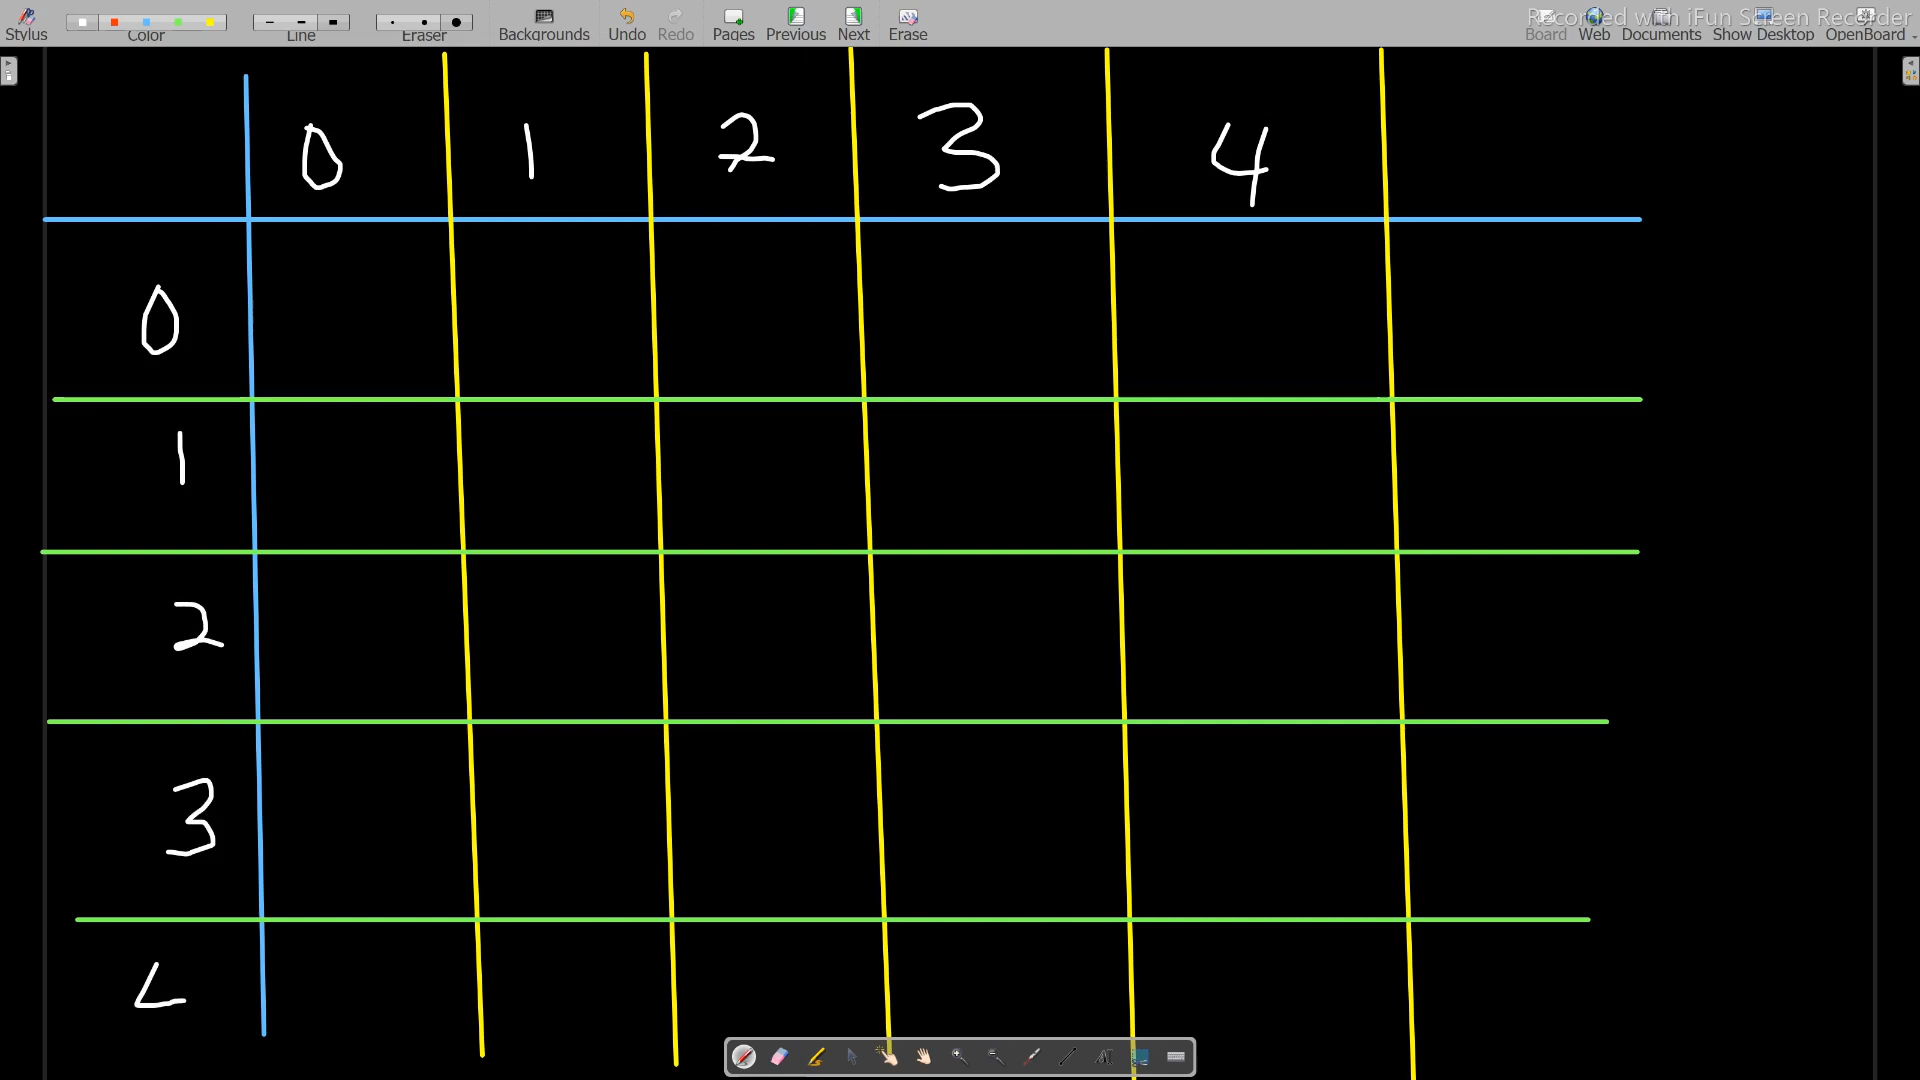 Recorded with iFun Screen Recorder
Stylus Color Line Eraser Backgrounds Undo Redo Pages Previous Next Erase Board Web Documents Show Desktop OpenBoard
0 1 2 3 4
0
1
2
3